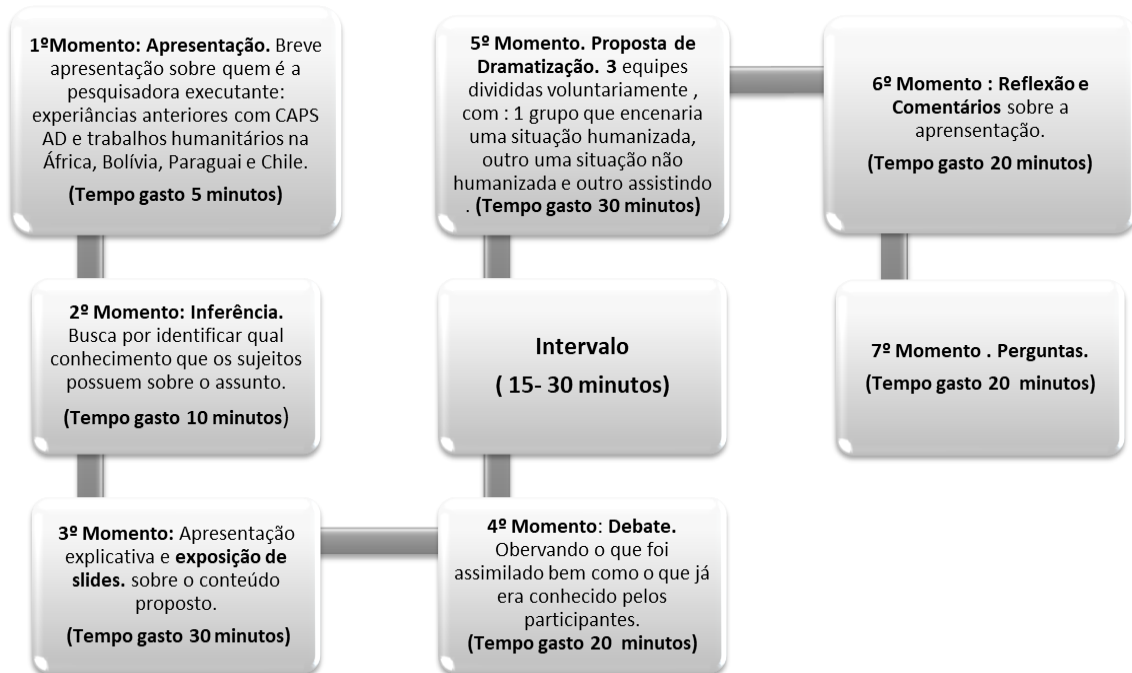 1ºMomento: Apresentação. Breve
apresentação sobre quem é a
pesquisadora executante:
experiâncias anteriores com CAPS
AD e trabalhos humanitários na
África, Bolívia, Paraguai e Chile.
(Tempo gasto 5 minutos)
2º Momento: Inferência.
Busca por identificar qual
conhecimento que os sujeitos
possuem sobre o assunto.
(Tempo gasto 10 minutos)
3º Momento: Apresentação
explicativa e exposição de
slides. sobre o conteúdo
proposto.
(Tempo gasto 30 minutos)
4º Momento: Debate.
Obervando o que foi
assimilado bem como o que já
era conhecido pelos
participantes.
(Tempo gasto 20 minutos)
Intervalo
( 15- 30 minutos)
5º Momento. Proposta de
Dramatização. 3 equipes
divididas voluntariamente ,
com : 1 grupo que encenaria
uma situação humanizada,
outro uma situação não
humanizada e outro assistindo
. (Tempo gasto 30 minutos)
6º Momento : Reflexão e
Comentários sobre a
aprensentação.
(Tempo gasto 20 minutos)
7º Momento . Perguntas.
(Tempo gasto 20 minutos)